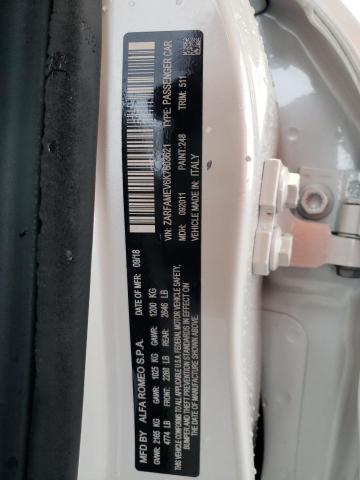 MFD BY ALFA ROMEO S.P.A. DATE OF MFR: 09/18
GVWR: 2165 KG GAWR: 1025 KG GAWR: 1200 KG
4774 LB FRONT: 2260 LB REAR: 2646 LB
THIS VEHICLE CONFORMS TO ALL APPLICABLE U.S.A. FEDERAL MOTOR VEHICLE SAFETY,
BUMPER, AND THEFT PREVENTION STANDARDS IN EFFECT
ON THE DATE OF MANUFACTURE SHOWN ABOVE.
VIN: ZARFAMEV6K7603621 TYPE: PASSENGER CAR
MDH: 092011 PAINT: 248 TRIM: 511
VEHICLE MADE IN: ITALY